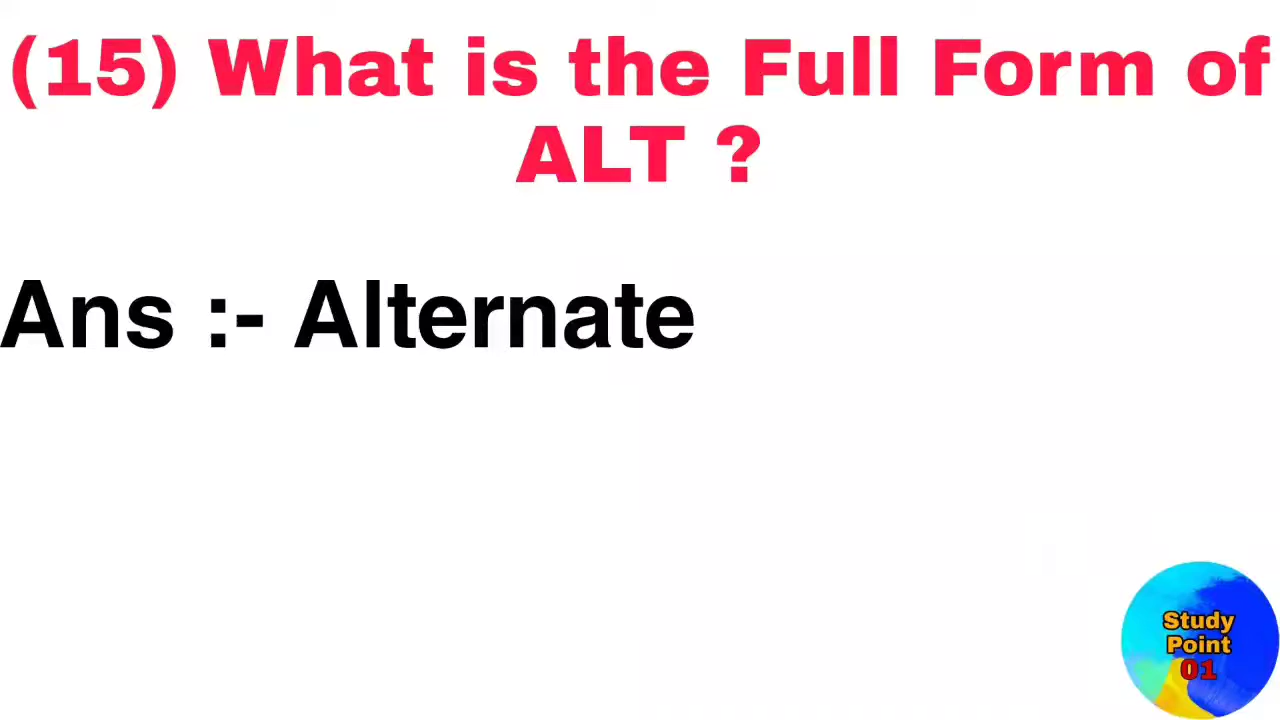 (15) What is the Full Form of
ALT ?
Ans :- Alternate
Study
Point
01